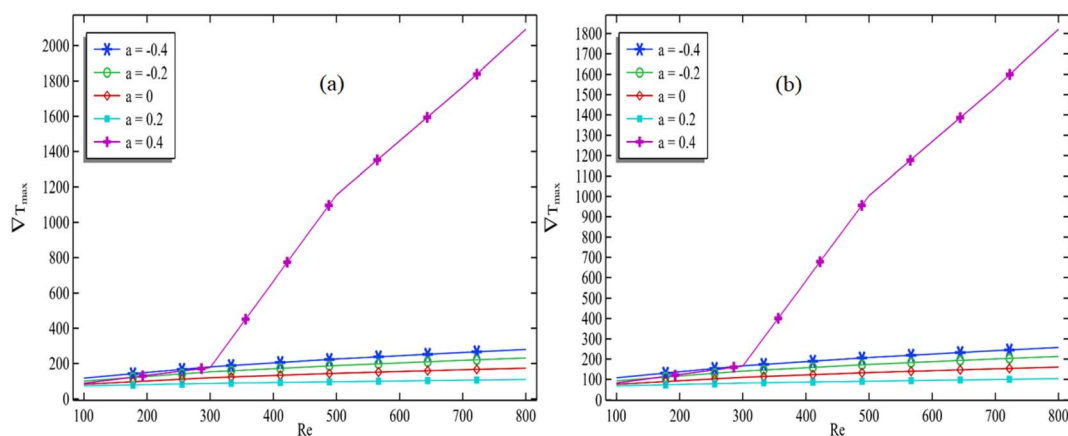 2000
1800
1600
1400
1200
1000
800
600
400
200
0
100 200 300 400 500 600 700 800
Re
∇T max
a = -0.4
a = -0.2
a = 0
a = 0.2
a = 0.4
(a)
1800
1700
1600
1500
1400
1300
1200
1100
1000
900
800
700
600
500
400
300
200
100
0
100 200 300 400 500 600 700 800
Re
∇T max
a = -0.4
a = -0.2
a = 0
a = 0.2
a = 0.4
(b)